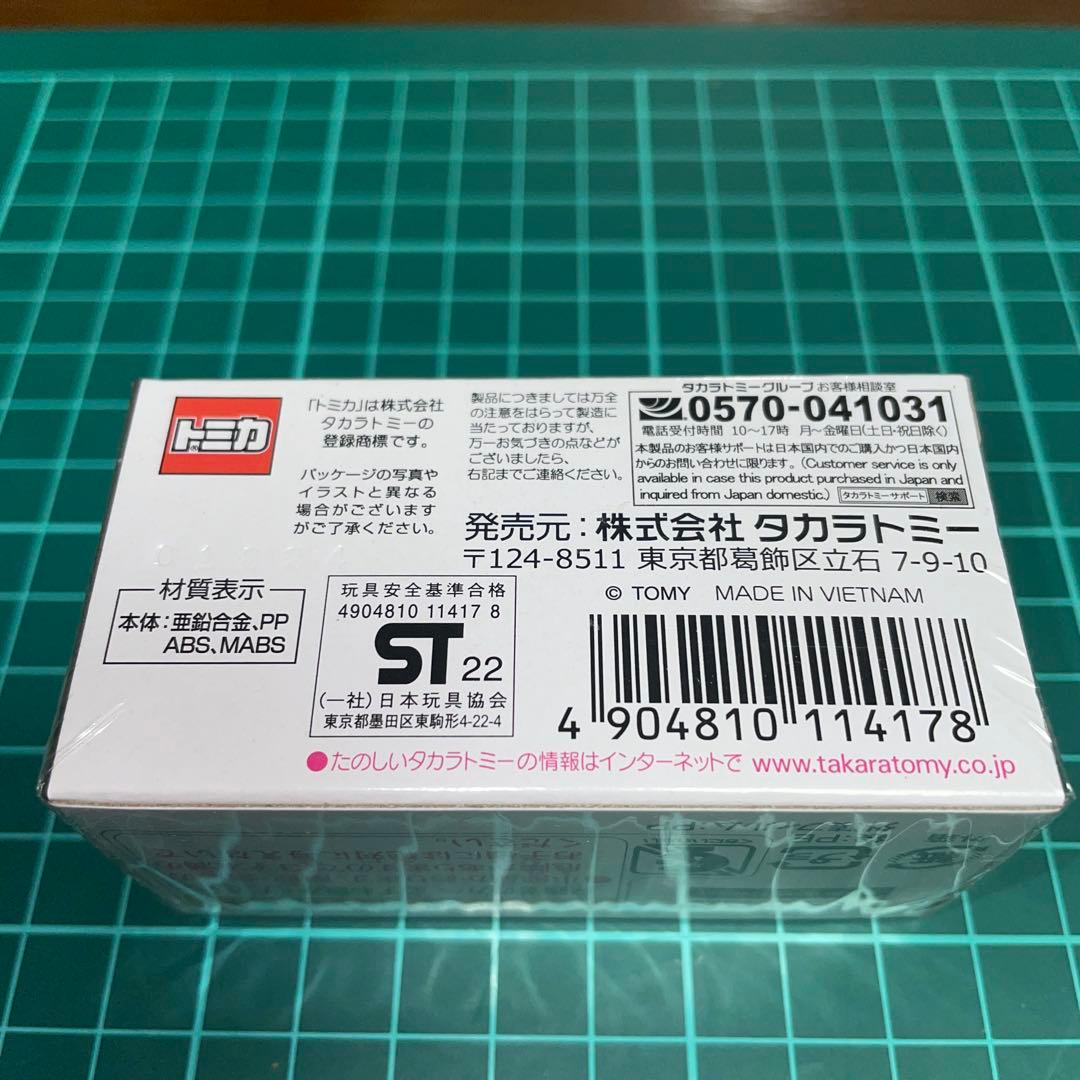 トミカ
「トミカ」は株式会社
タカラトミーの
登録商標です。
パッケージの写真や
イラストと異なる
場合がございます
がご了承ください。
製品につきましては万全
の注意をはらって製造に
当たっておりますが、
万一お気づきの点などが
ございましたら、
右記までご連絡ください。
タカラトミーグループ お客様相談室
0570-041031
電話受付時間 10～17時 月～金曜日(土日・祝日除く)
本製品のお客様サポートは日本国内でのご購入かつ日本国内
からのお問い合わせに限ります。(Customer service is only
available in case this product purchased in Japan and
inquired from Japan domestic.) タカラトミーサポート 検索
発売元：株式会社 タカラトミー
〒124-8511 東京都葛飾区立石 7-9-10
© TOMY MADE IN VIETNAM
材質表示
本体：亜鉛合金、PP
ABS、MABS
玩具安全基準合格
4904810 11417 8
ST 22
(一社)日本玩具協会
東京都墨田区東駒形4-22-4
4 904810 114178
●たのしいタカラトミーの情報はインターネットで www.takaratomy.co.jp